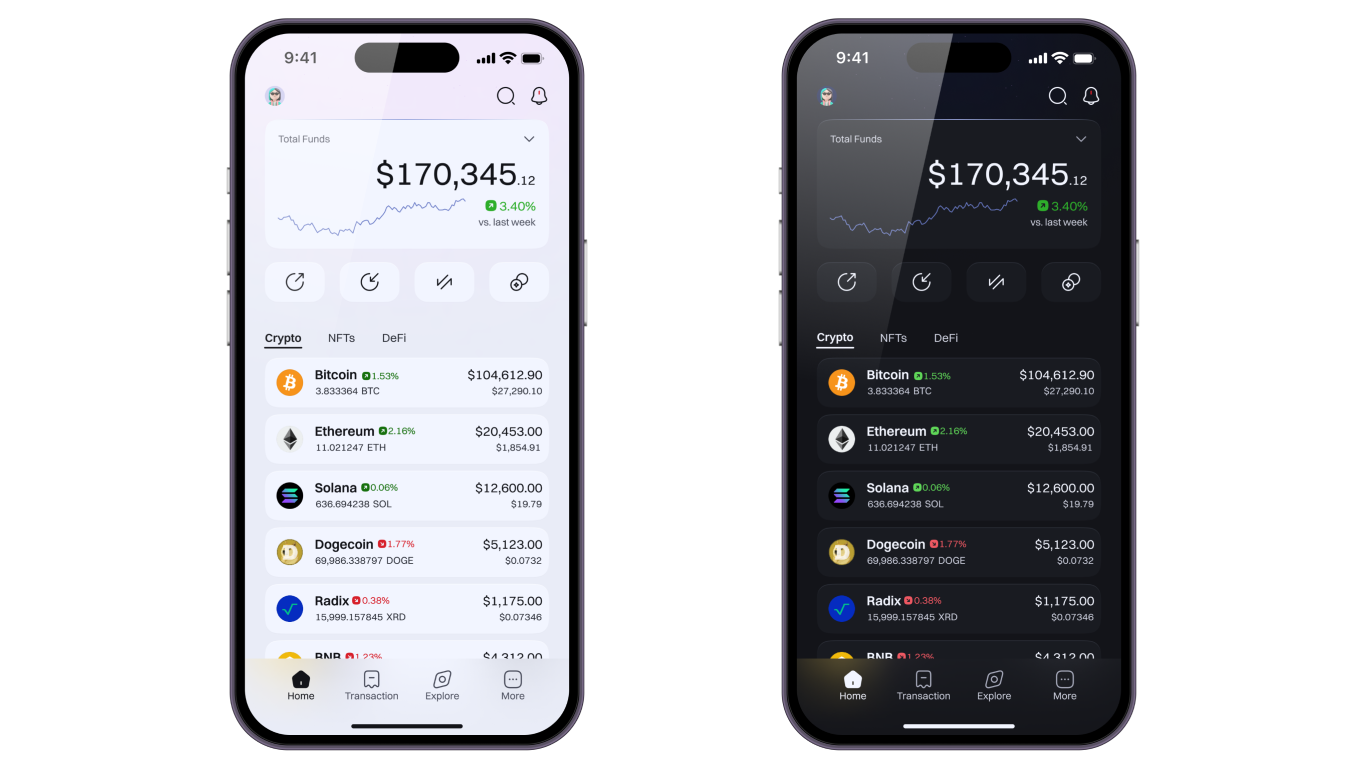 9:41
Total Funds
$170,345.12
3.40%
vs. last week
Crypto NFTs DeFi
Bitcoin 1.53% $104,612.90
3.833364 BTC $27,290.10
Ethereum 2.16% $20,453.00
11.021247 ETH $1,854.91
Solana 0.06% $12,600.00
636.694238 SOL $19.79
Dogecoin 1.77% $5,123.00
69,986.338797 DOGE $0.0732
Radix 0.38% $1,175.00
15,999.157845 XRD $0.07346
BNB 1.23% $4,312.00
Home Transaction Explore More
9:41
Total Funds
$170,345.12
3.40%
vs. last week
Crypto NFTs DeFi
Bitcoin 1.53% $104,612.90
3.833364 BTC $27,290.10
Ethereum 2.16% $20,453.00
11.021247 ETH $1,854.91
Solana 0.06% $12,600.00
636.694238 SOL $19.79
Dogecoin 1.77% $5,123.00
69,986.338797 DOGE $0.0732
Radix 0.38% $1,175.00
15,999.157845 XRD $0.07346
BNB 1.23% $4,312.00
Home Transaction Explore More